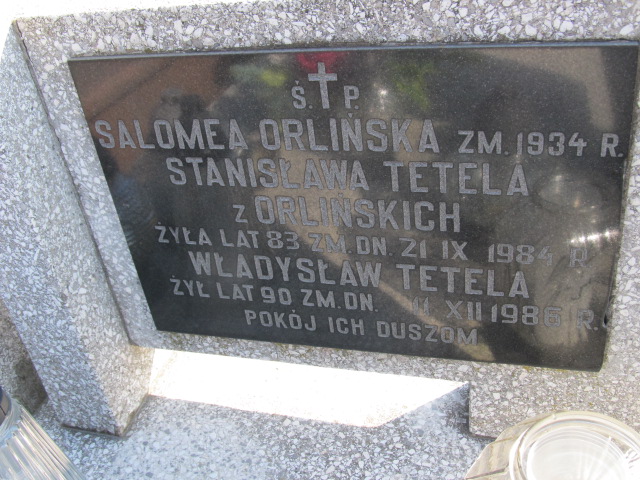 Ś. P.
SALOMEA ORLIŃSKA ZM. 1934 R.
STANISŁAWA TETELA
Z ORLIŃSKICH
ŻYŁA LAT 83 ZM. DN. 21 IX 1984 R.
WŁADYSŁAW TETELA
ŻYŁ LAT 90 ZM. DN. 11 XII 1986 R.
POKÓJ ICH DUSZOM